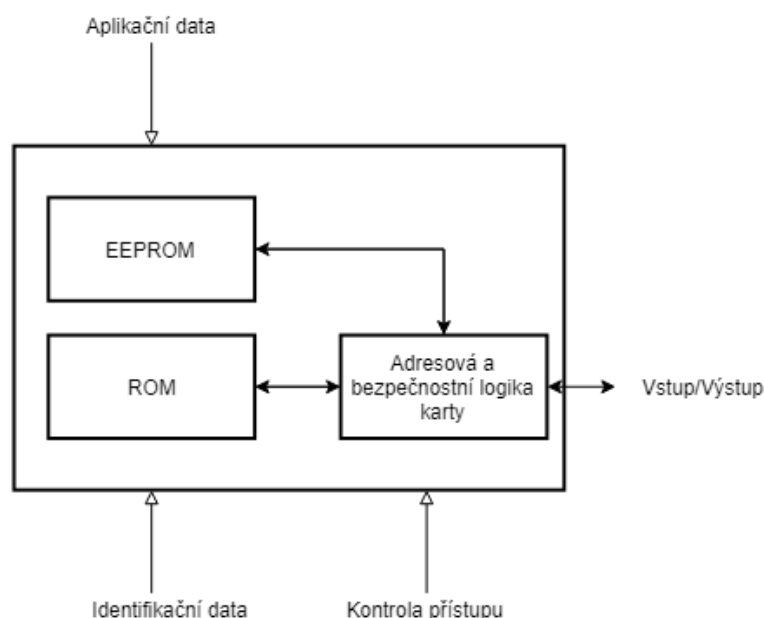 Aplikační data
EEPROM
ROM
Adresová a
bezpečnostní logika
karty
Vstup/Výstup
Identifikační data
Kontrola přístupu